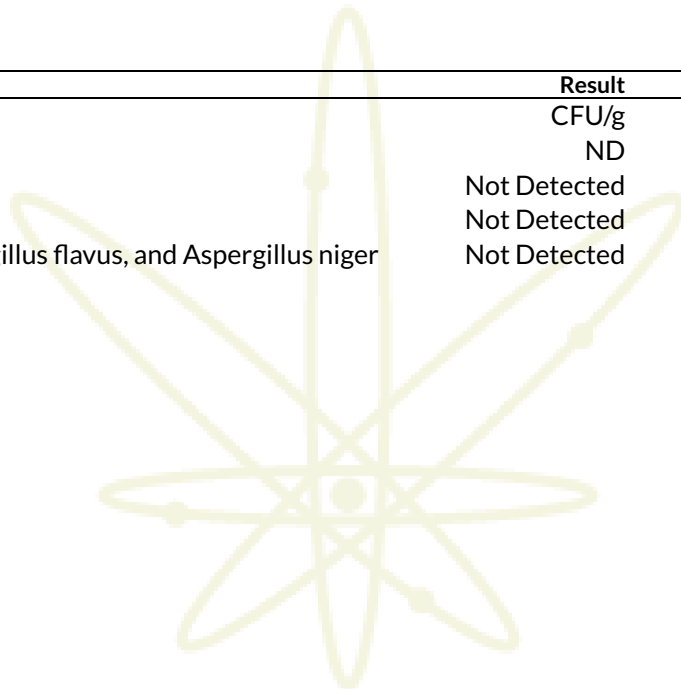 Result
CFU/g
ND
Not Detected
Not Detected
illus flavus, and Aspergillus niger Not Detected